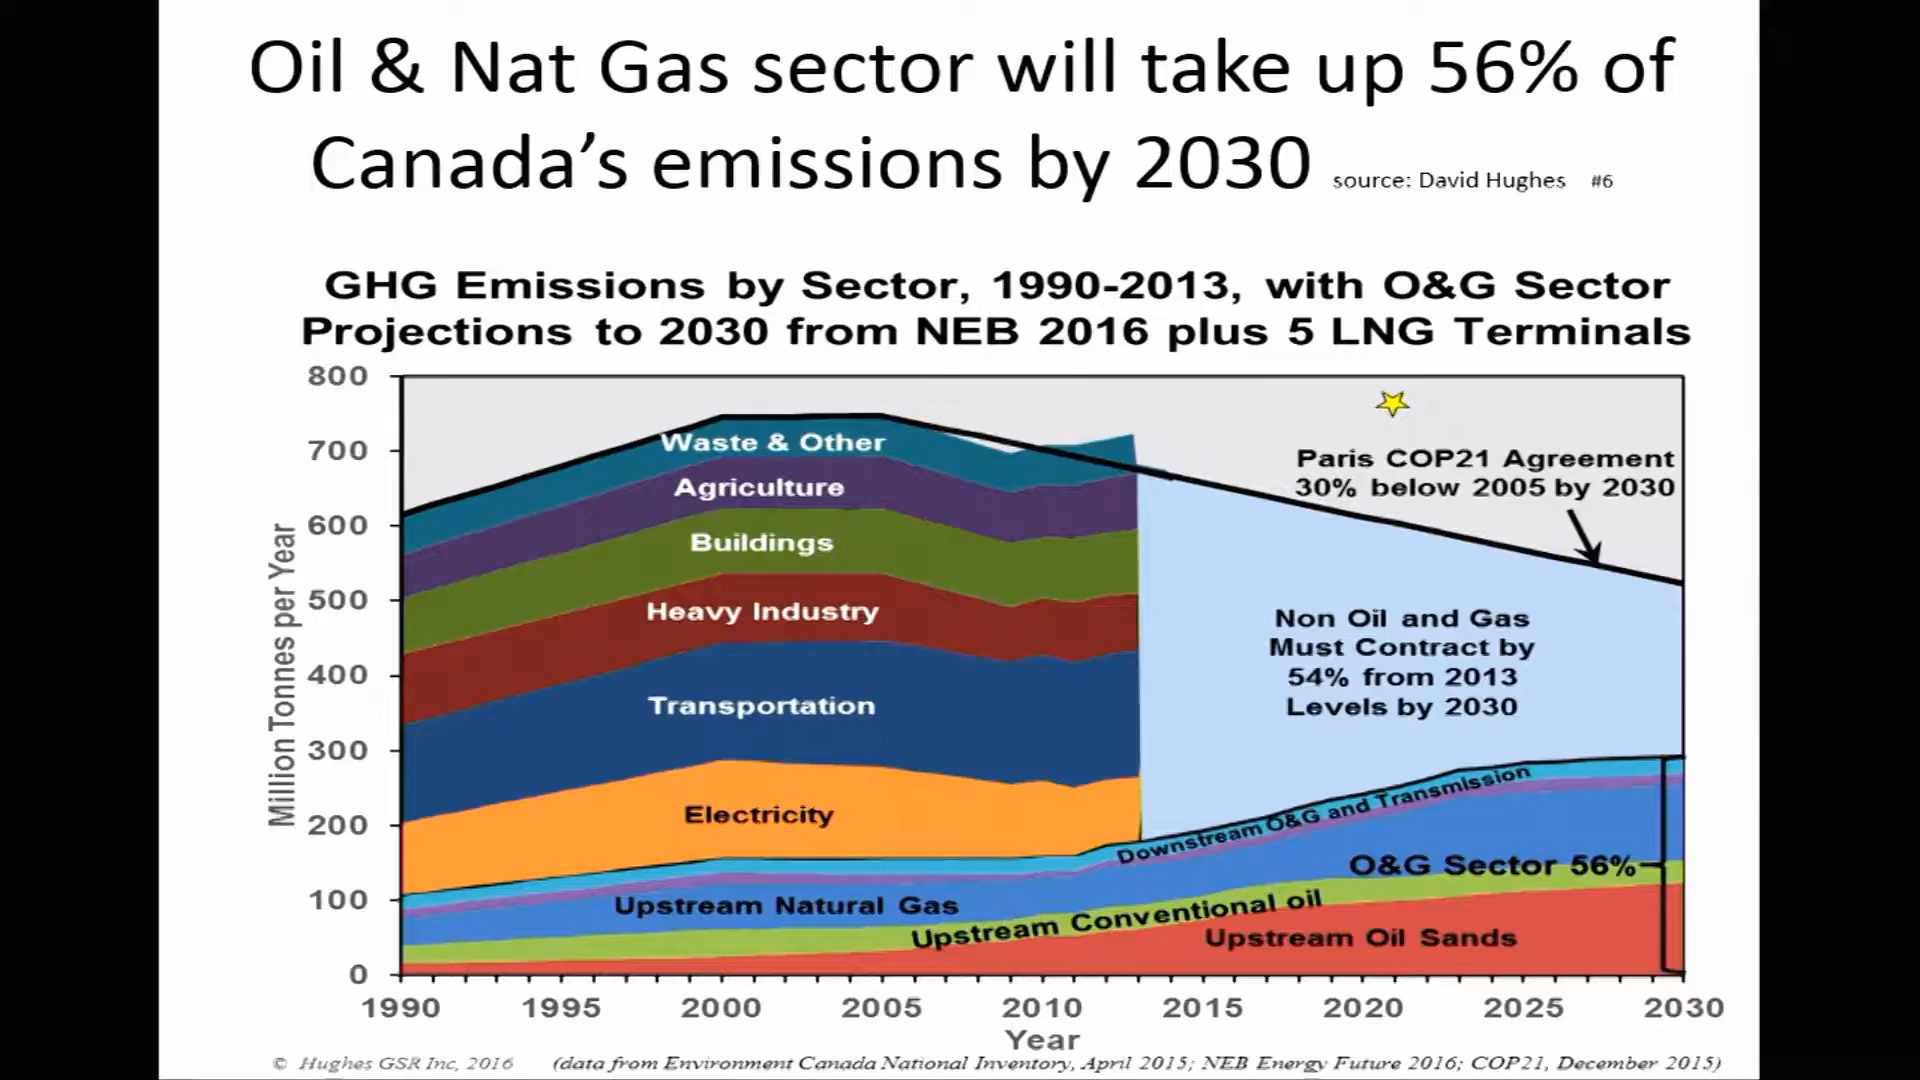 Oil & Nat Gas sector will take up 56% of
Canada's emissions by 2030 source: David Hughes #6
GHG Emissions by Sector, 1990-2013, with O&G Sector
Projections to 2030 from NEB 2016 plus 5 LNG Terminals
800
700
600
500
400
300
200
100
0
Million Tonnes per Year
Waste & Other
Agriculture
Buildings
Heavy Industry
Transportation
Electricity
Upstream Natural Gas
Upstream Conventional oil
Upstream Oil Sands
Downstream O&G and Transmission
O&G Sector 56%
Paris COP21 Agreement
30% below 2005 by 2030
Non Oil and Gas
Must Contract by
54% from 2013
Levels by 2030
1990 1995 2000 2005 2010 2015 2020 2025 2030
Year
© Hughes GSR Inc, 2016 (data from Environment Canada National Inventory, April 2015; NEB Energy Future 2016; COP21, December 2015)